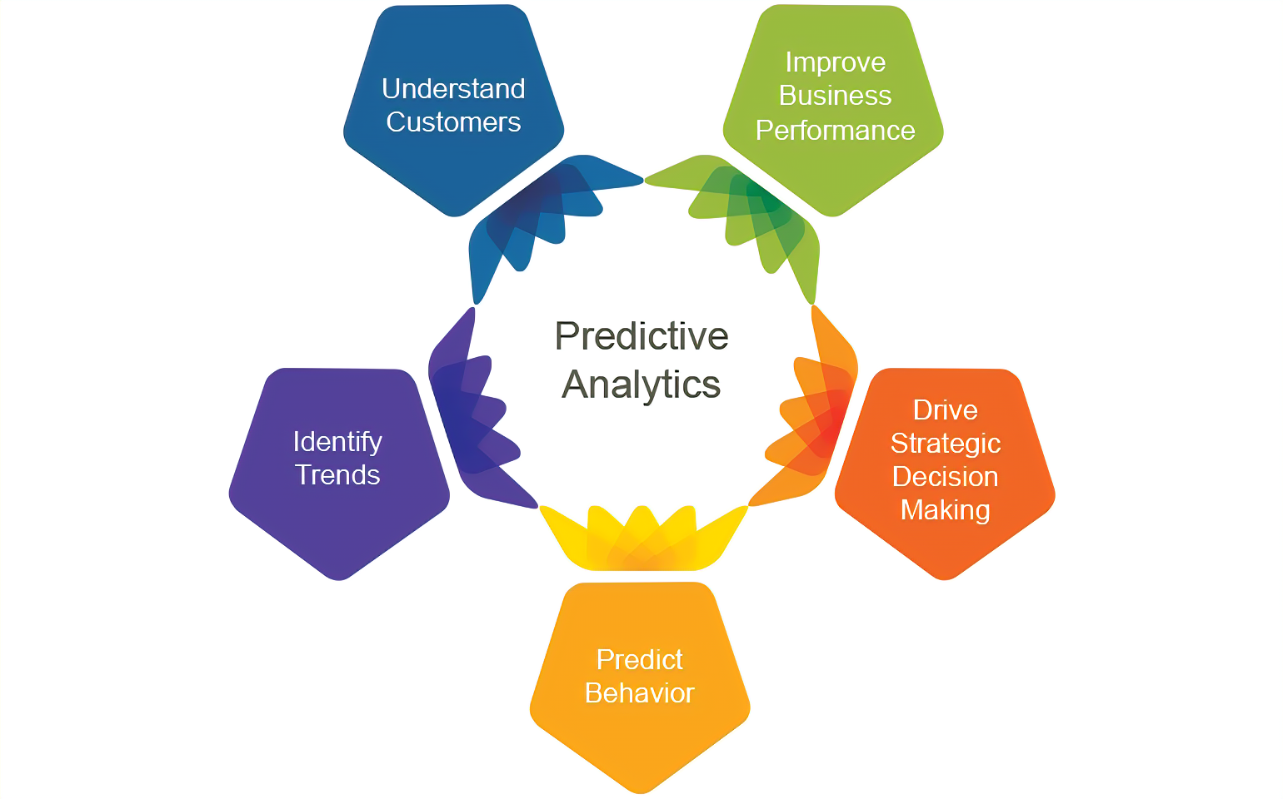 Understand
Customers
Improve
Business
Performance
Predictive
Analytics
Identify
Trends
Drive
Strategic
Decision
Making
Predict
Behavior